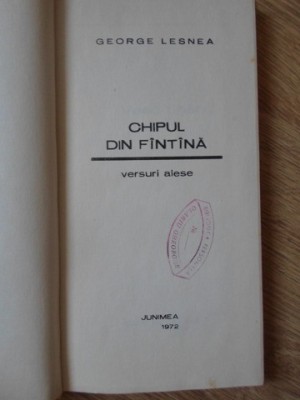 GEORGE LESNEA
CHIPUL
DIN FÎNTÎNĂ
versuri alese
JUNIMEA
1972